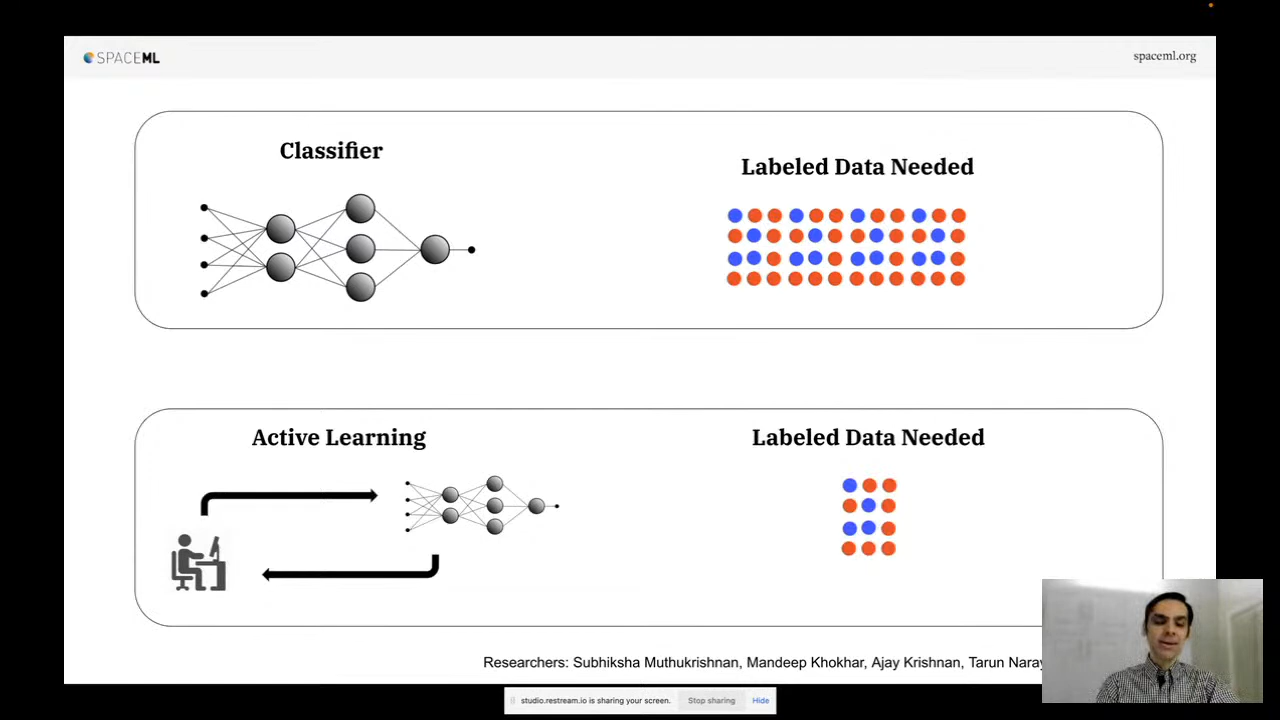 SPACEML
spaceml.org
Classifier
Labeled Data Needed
Active Learning
Labeled Data Needed
Researchers: Subhiksha Muthukrishnan, Mandeep Khokhar, Ajay Krishnan, Tarun Naray
studio.restream.io is sharing your screen.
Stop sharing
Hide